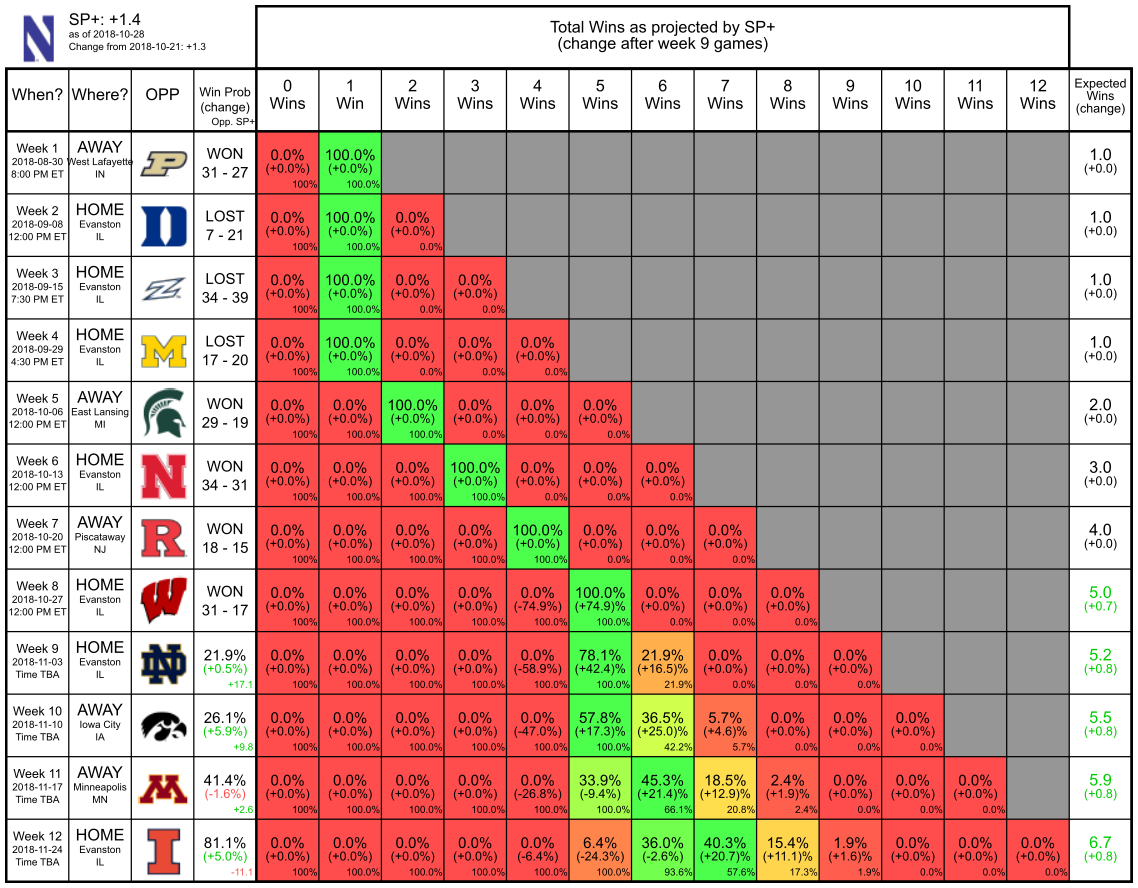 N
SP+: +1.4
as of 2018-10-28
Change from 2018-10-21: +1.3
Total Wins as projected by SP+
(change after week 9 games)
When? Where? OPP Win Prob (change) Opp. SP+ 0 Wins 1 Win 2 Wins 3 Wins 4 Wins 5 Wins 6 Wins 7 Wins 8 Wins 9 Wins 10 Wins 11 Wins 12 Wins Expected Wins (change)
Week 1 AWAY P WON 0.0% 100.0% 1.0
2018-08-30 West Lafayette 31 - 27 (+0.0%) (+0.0%) (+0.0)
8:00 PM ET IN 100% 100.0%
Week 2 HOME D LOST 0.0% 100.0% 0.0% 1.0
2018-09-08 Evanston 7 - 21 (+0.0%) (+0.0%) (+0.0%) (+0.0)
12:00 PM ET IL 100% 100.0% 0.0%
Week 3 HOME Z LOST 0.0% 100.0% 0.0% 0.0% 1.0
2018-09-15 Evanston 34 - 39 (+0.0%) (+0.0%) (+0.0%) (+0.0%) (+0.0)
7:30 PM ET IL 100% 100.0% 0.0% 0.0%
Week 4 HOME M LOST 0.0% 100.0% 0.0% 0.0% 0.0% 1.0
2018-09-29 Evanston 17 - 20 (+0.0%) (+0.0%) (+0.0%) (+0.0%) (+0.0%) (+0.0)
4:30 PM ET IL 100% 100.0% 0.0% 0.0% 0.0%
Week 5 AWAY WON 0.0% 0.0% 100.0% 0.0% 0.0% 0.0% 2.0
2018-10-06 East Lansing 29 - 19 (+0.0%) (+0.0%) (+0.0%) (+0.0%) (+0.0%) (+0.0%) (+0.0)
12:00 PM ET MI 100% 100.0% 100.0% 0.0% 0.0% 0.0%
Week 6 HOME N WON 0.0% 0.0% 0.0% 100.0% 0.0% 0.0% 0.0% 3.0
2018-10-13 Evanston 34 - 31 (+0.0%) (+0.0%) (+0.0%) (+0.0%) (+0.0%) (+0.0%) (+0.0%) (+0.0)
12:00 PM ET IL 100% 100.0% 100.0% 100.0% 0.0% 0.0% 0.0%
Week 7 AWAY R WON 0.0% 0.0% 0.0% 0.0% 100.0% 0.0% 0.0% 0.0% 4.0
2018-10-20 Piscataway 18 - 15 (+0.0%) (+0.0%) (+0.0%) (+0.0%) (+0.0%) (+0.0%) (+0.0%) (+0.0%) (+0.0)
12:00 PM ET NJ 100% 100.0% 100.0% 100.0% 100.0% 0.0% 0.0% 0.0%
Week 8 HOME W WON 0.0% 0.0% 0.0% 0.0% 0.0% 100.0% 0.0% 0.0% 0.0% 5.0
2018-10-27 Evanston 31 - 17 (+0.0%) (+0.0%) (+0.0%) (+0.0%) (-74.9%) (+74.9)% (+0.0%) (+0.0%) (+0.0%) (+0.7)
12:00 PM ET IL 100% 100.0% 100.0% 100.0% 100.0% 100.0% 0.0% 0.0% 0.0%
Week 9 HOME ND 21.9% 0.0% 0.0% 0.0% 0.0% 0.0% 78.1% 21.9% 0.0% 0.0% 0.0% 5.2
2018-11-03 Evanston (+0.5%) (+0.0%) (+0.0%) (+0.0%) (+0.0%) (-58.9%) (+42.4)% (+16.5)% (+0.0%) (+0.0%) (+0.0%) (+0.8)
Time TBA IL +17.1 100% 100.0% 100.0% 100.0% 100.0% 100.0% 21.9% 0.0% 0.0% 0.0%
Week 10 AWAY 26.1% 0.0% 0.0% 0.0% 0.0% 0.0% 57.8% 36.5% 5.7% 0.0% 0.0% 0.0% 5.5
2018-11-10 Iowa City (+5.9%) (+0.0%) (+0.0%) (+0.0%) (+0.0%) (-47.0%) (+17.3)% (+25.0)% (+4.6)% (+0.0%) (+0.0%) (+0.0%) (+0.8)
Time TBA IA +9.8 100% 100.0% 100.0% 100.0% 100.0% 100.0% 42.2% 5.7% 0.0% 0.0% 0.0%
Week 11 AWAY M 41.4% 0.0% 0.0% 0.0% 0.0% 0.0% 33.9% 45.3% 18.5% 2.4% 0.0% 0.0% 0.0% 5.9
2018-11-17 Minneapolis (-1.6%) (+0.0%) (+0.0%) (+0.0%) (+0.0%) (-26.8%) (-9.4%) (+21.4)% (+12.9)% (+1.9)% (+0.0%) (+0.0%) (+0.0%) (+0.8)
Time TBA MN +2.6 100% 100.0% 100.0% 100.0% 100.0% 100.0% 66.1% 20.8% 2.4% 0.0% 0.0% 0.0%
Week 12 HOME I 81.1% 0.0% 0.0% 0.0% 0.0% 0.0% 6.4% 36.0% 40.3% 15.4% 1.9% 0.0% 0.0% 0.0% 6.7
2018-11-24 Evanston (+5.0%) (+0.0%) (+0.0%) (+0.0%) (+0.0%) (-6.4%) (-24.3%) (-2.6%) (+20.7)% (+11.1)% (+1.6)% (+0.0%) (+0.0%) (+0.0%) (+0.8)
Time TBA IL -11.1 100% 100.0% 100.0% 100.0% 100.0% 100.0% 93.6% 57.6% 17.3% 1.9% 0.0% 0.0% 0.0%